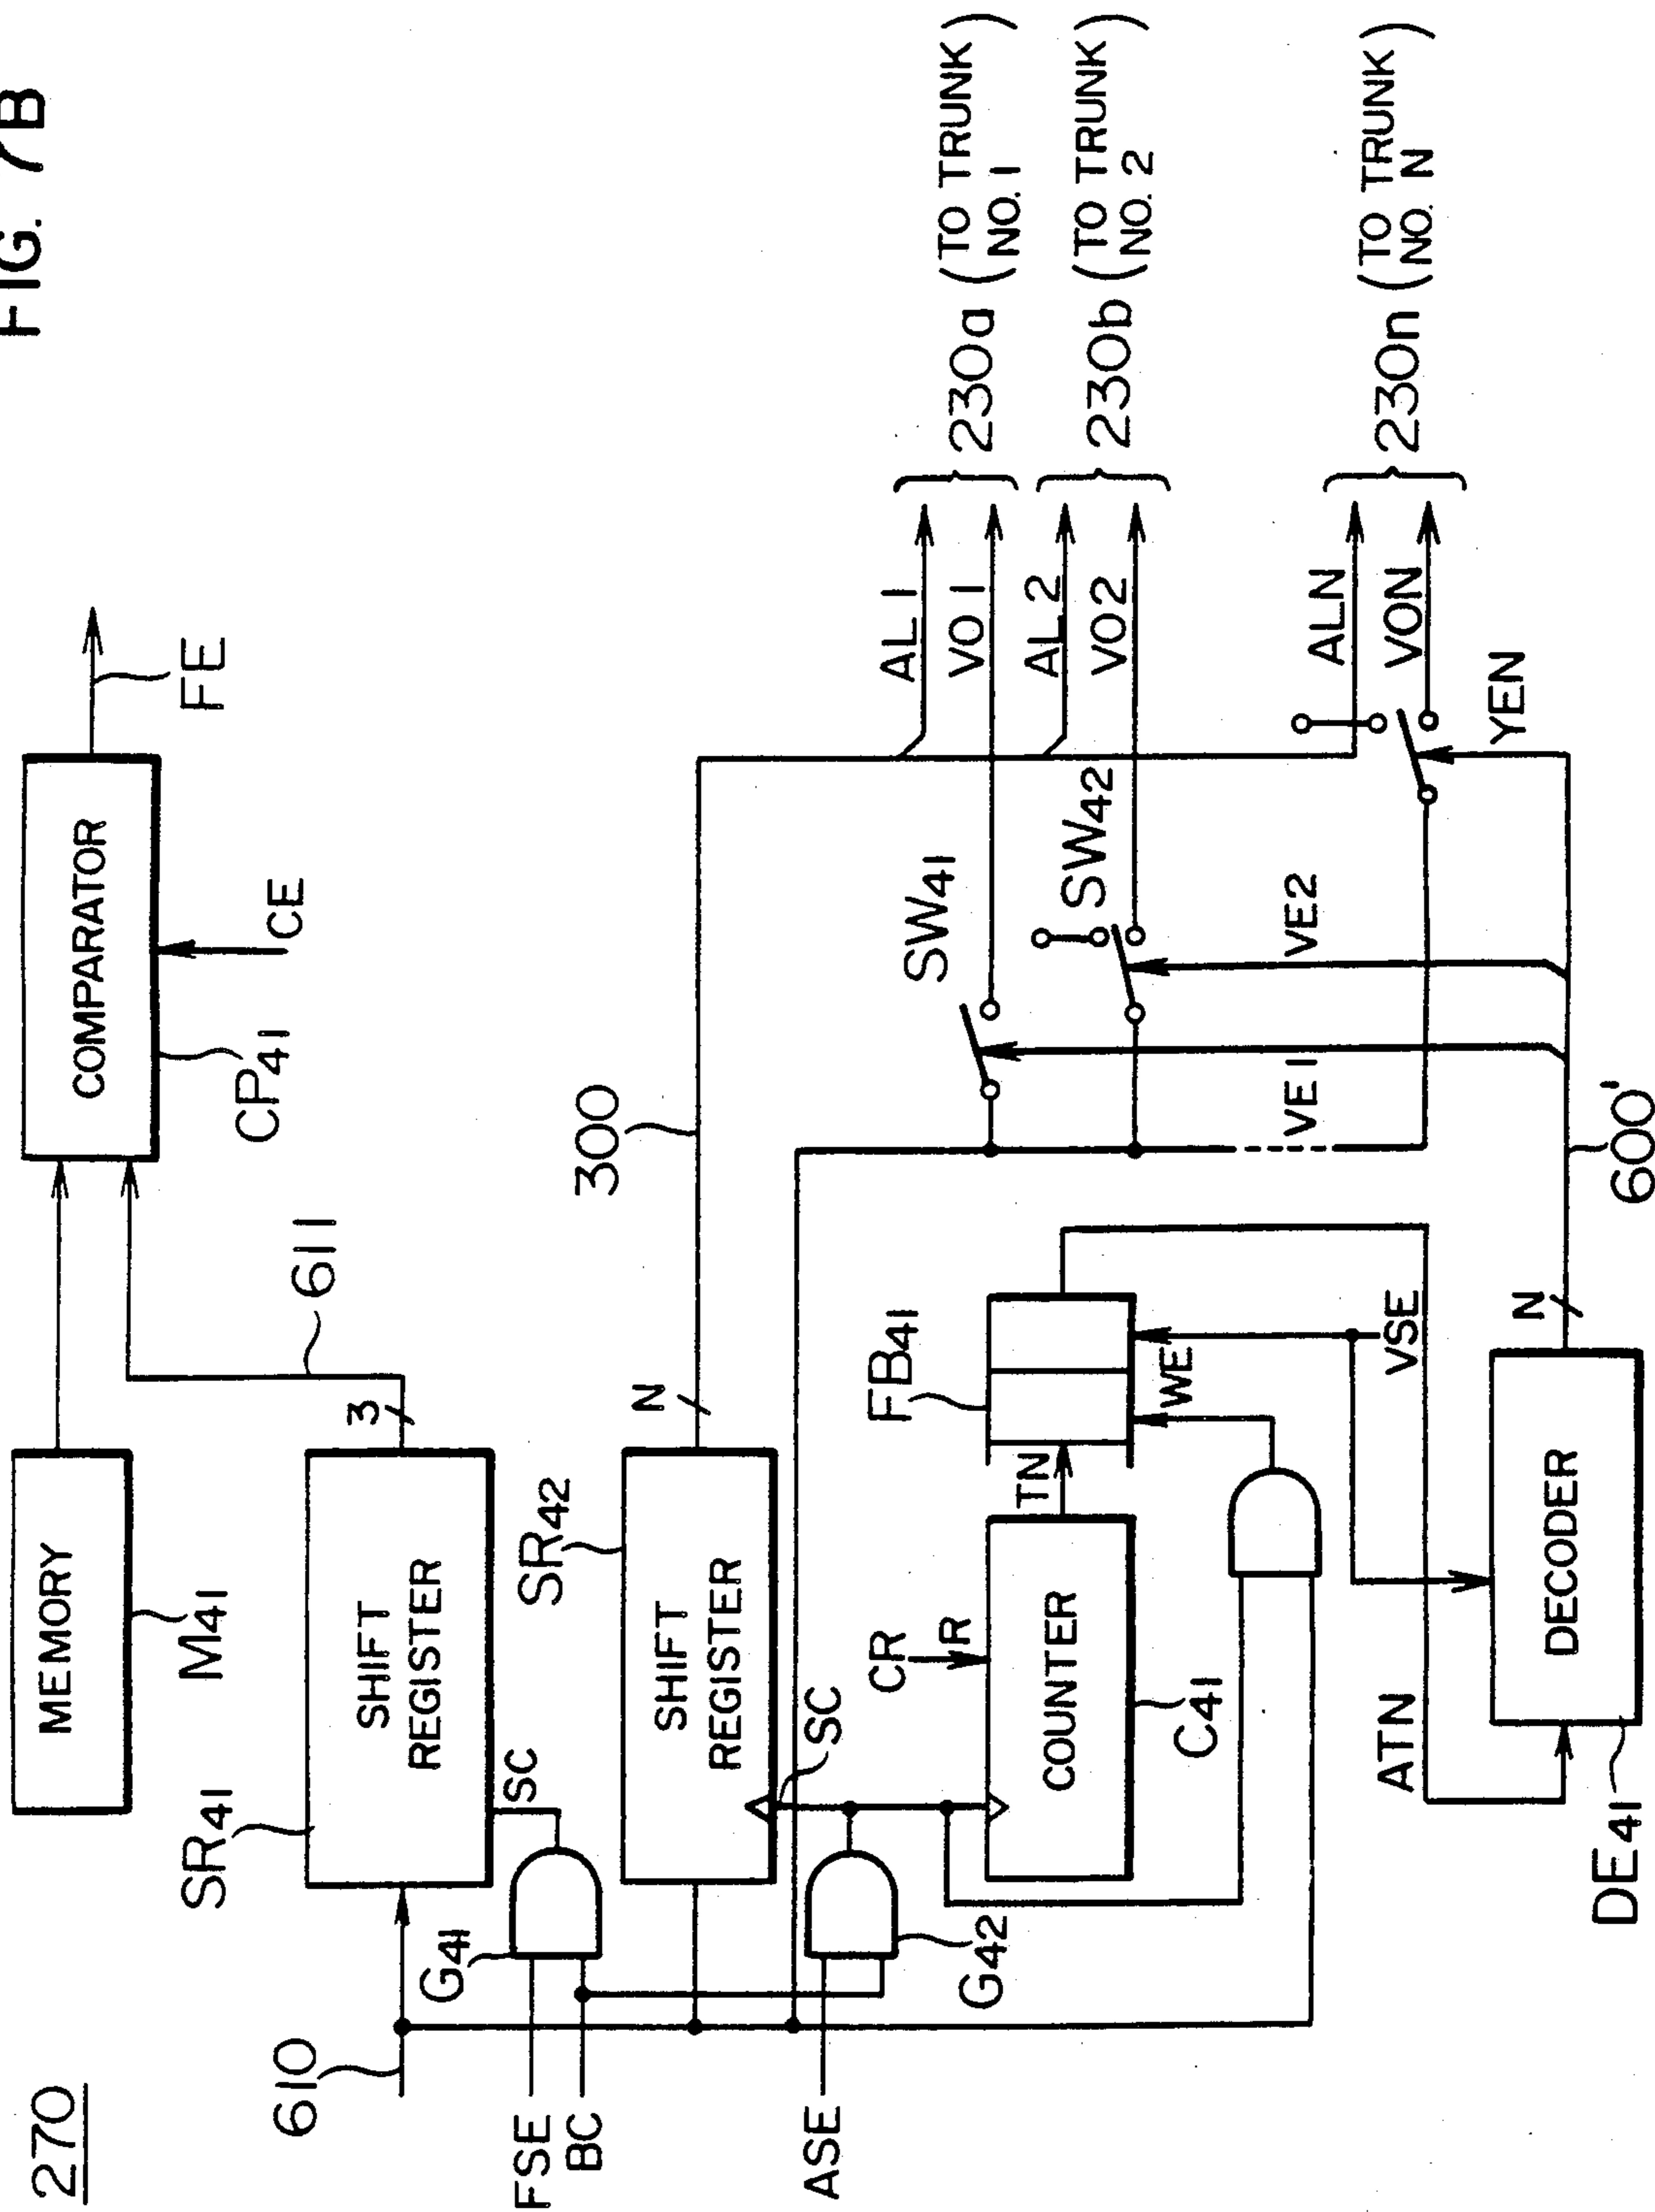 FIG. 7B
270
MEMORY
M41
COMPARATOR
CP41
CE
FE
611
3
SR41
SHIFT
REGISTER
SC
G41
610
FSE
BC
SR42
SHIFT
REGISTER
N
300
SC
ASE
G42
CR
R
COUNTER
C41
TN
FB41
WE
VSE
ATN
DECODER
DE41
N
600'
VE1
VE2
YEN
SW41
SW42
AL1
VO1
AL2
VO2
ALN
VON
230a (TO TRUNK
NO. 1)
230b (TO TRUNK
NO. 2)
230n (TO TRUNK
NO. N)